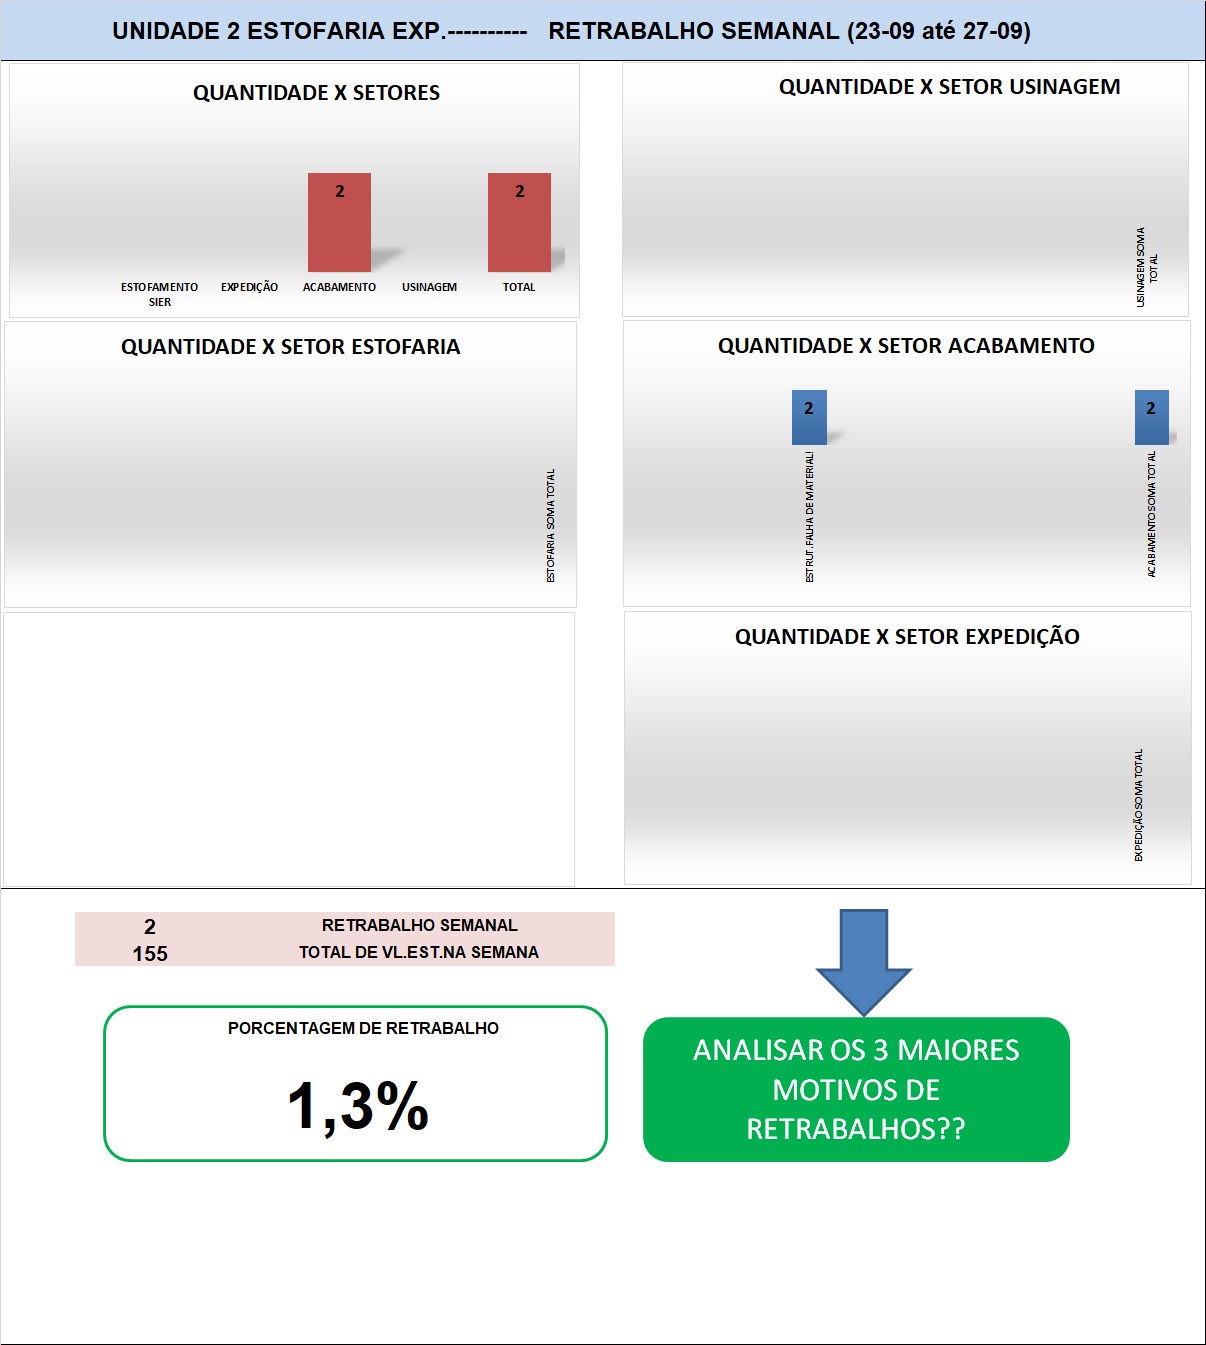 UNIDADE 2 ESTOFARIA EXP.---------- RETRABALHO SEMANAL (23-09 até 27-09)
QUANTIDADE X SETORES
2
2
ESTOFAMENTO
SIER
EXPEDIÇÃO
ACABAMENTO
USINAGEM
TOTAL
QUANTIDADE X SETOR USINAGEM
USINAGEM SOMA
TOTAL
QUANTIDADE X SETOR ESTOFARIA
ESTOFARIA SOMA TOTAL
QUANTIDADE X SETOR ACABAMENTO
2
2
ESTRUT. FALHA DE MATERIAL!
ACABAMENTO SOMA TOTAL
QUANTIDADE X SETOR EXPEDIÇÃO
EXPEDIÇÃO SOMA TOTAL
2 RETRABALHO SEMANAL
155 TOTAL DE VL.EST.NA SEMANA
PORCENTAGEM DE RETRABALHO
1,3%
ANALISAR OS 3 MAIORES
MOTIVOS DE
RETRABALHOS??